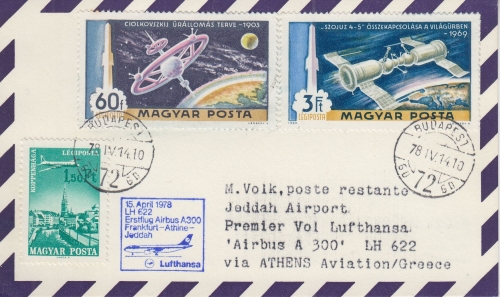 CIOLKOVSZKIJ ŰRÁLLOMÁS TERVE - 1903
60f
MAGYAR POSTA
„SZOJUZ 4-5" ÖSSZEKAPCSOLÁSA A VILÁGŰRBEN
-1969
3Ft
LÉGIPOSTA
MAGYAR POSTA
BUDAPEST
78 IV. 14.10
72
BUDAPEST
78 IV. 14.10
72
KOPPENHÁGA
LÉGIPOSTA
1.50Ft
MAGYAR POSTA
15. April 1978
LH 622
Erstflug Airbus A300
Frankfurt - Athine-
Jeddah
Lufthansa
M.Volk,poste restante
Jeddah Airport
Premier Vol Lufthansa
'Airbus A 300' LH 622
via ATHENS Aviation/Greece